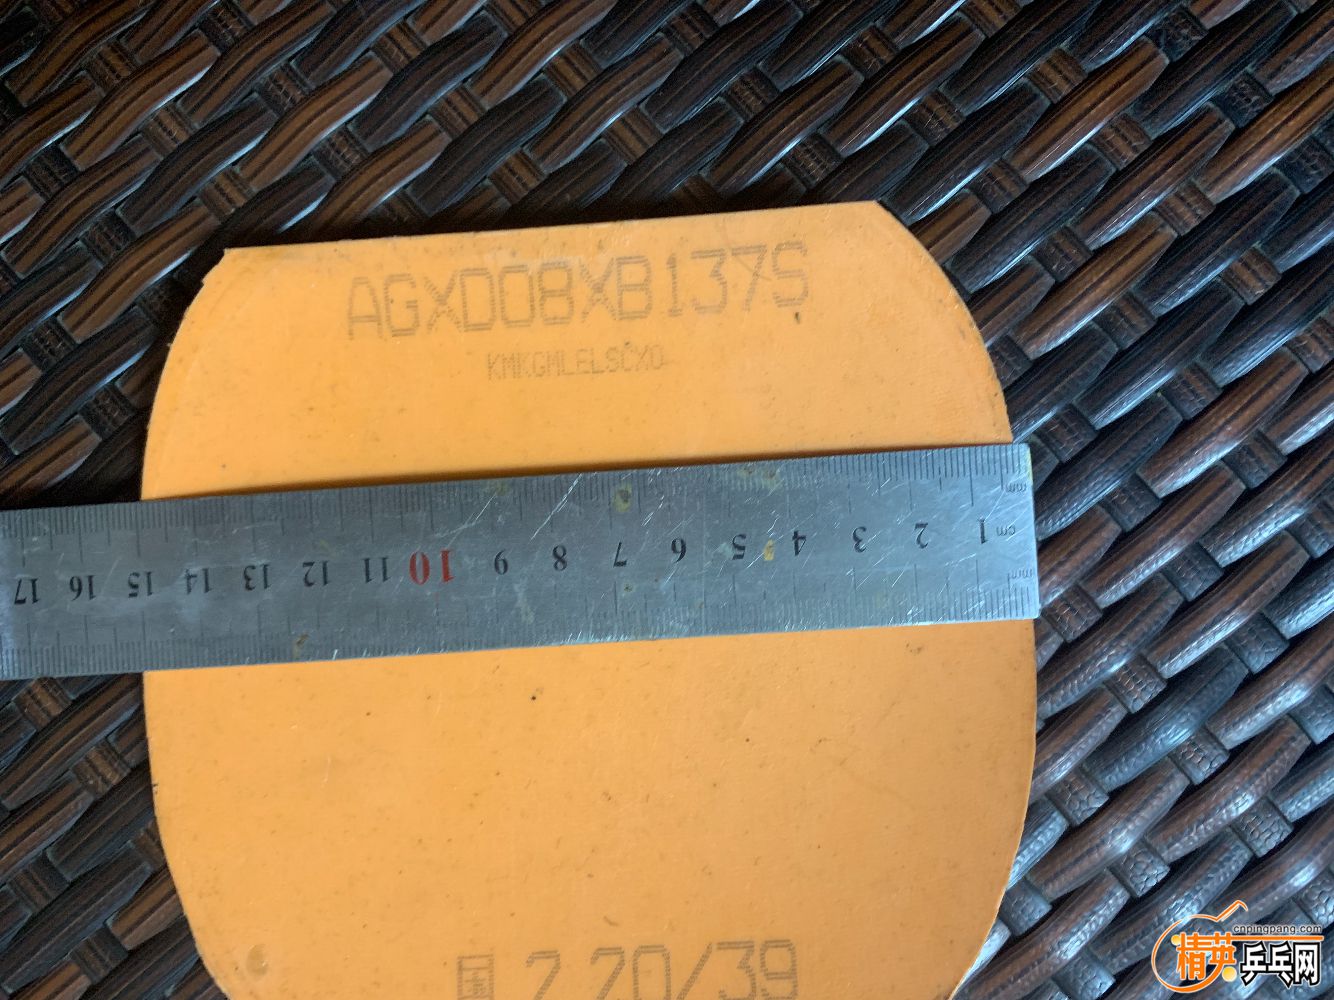 AGXD08XB137S
KMKGMLELSCXO
mm
1 2 3 4 5 6 7 8 9 10 11 12 13 14 15 16 17
cm
mm
国 2.20/39
cnpingpang.com
精英乒乓网